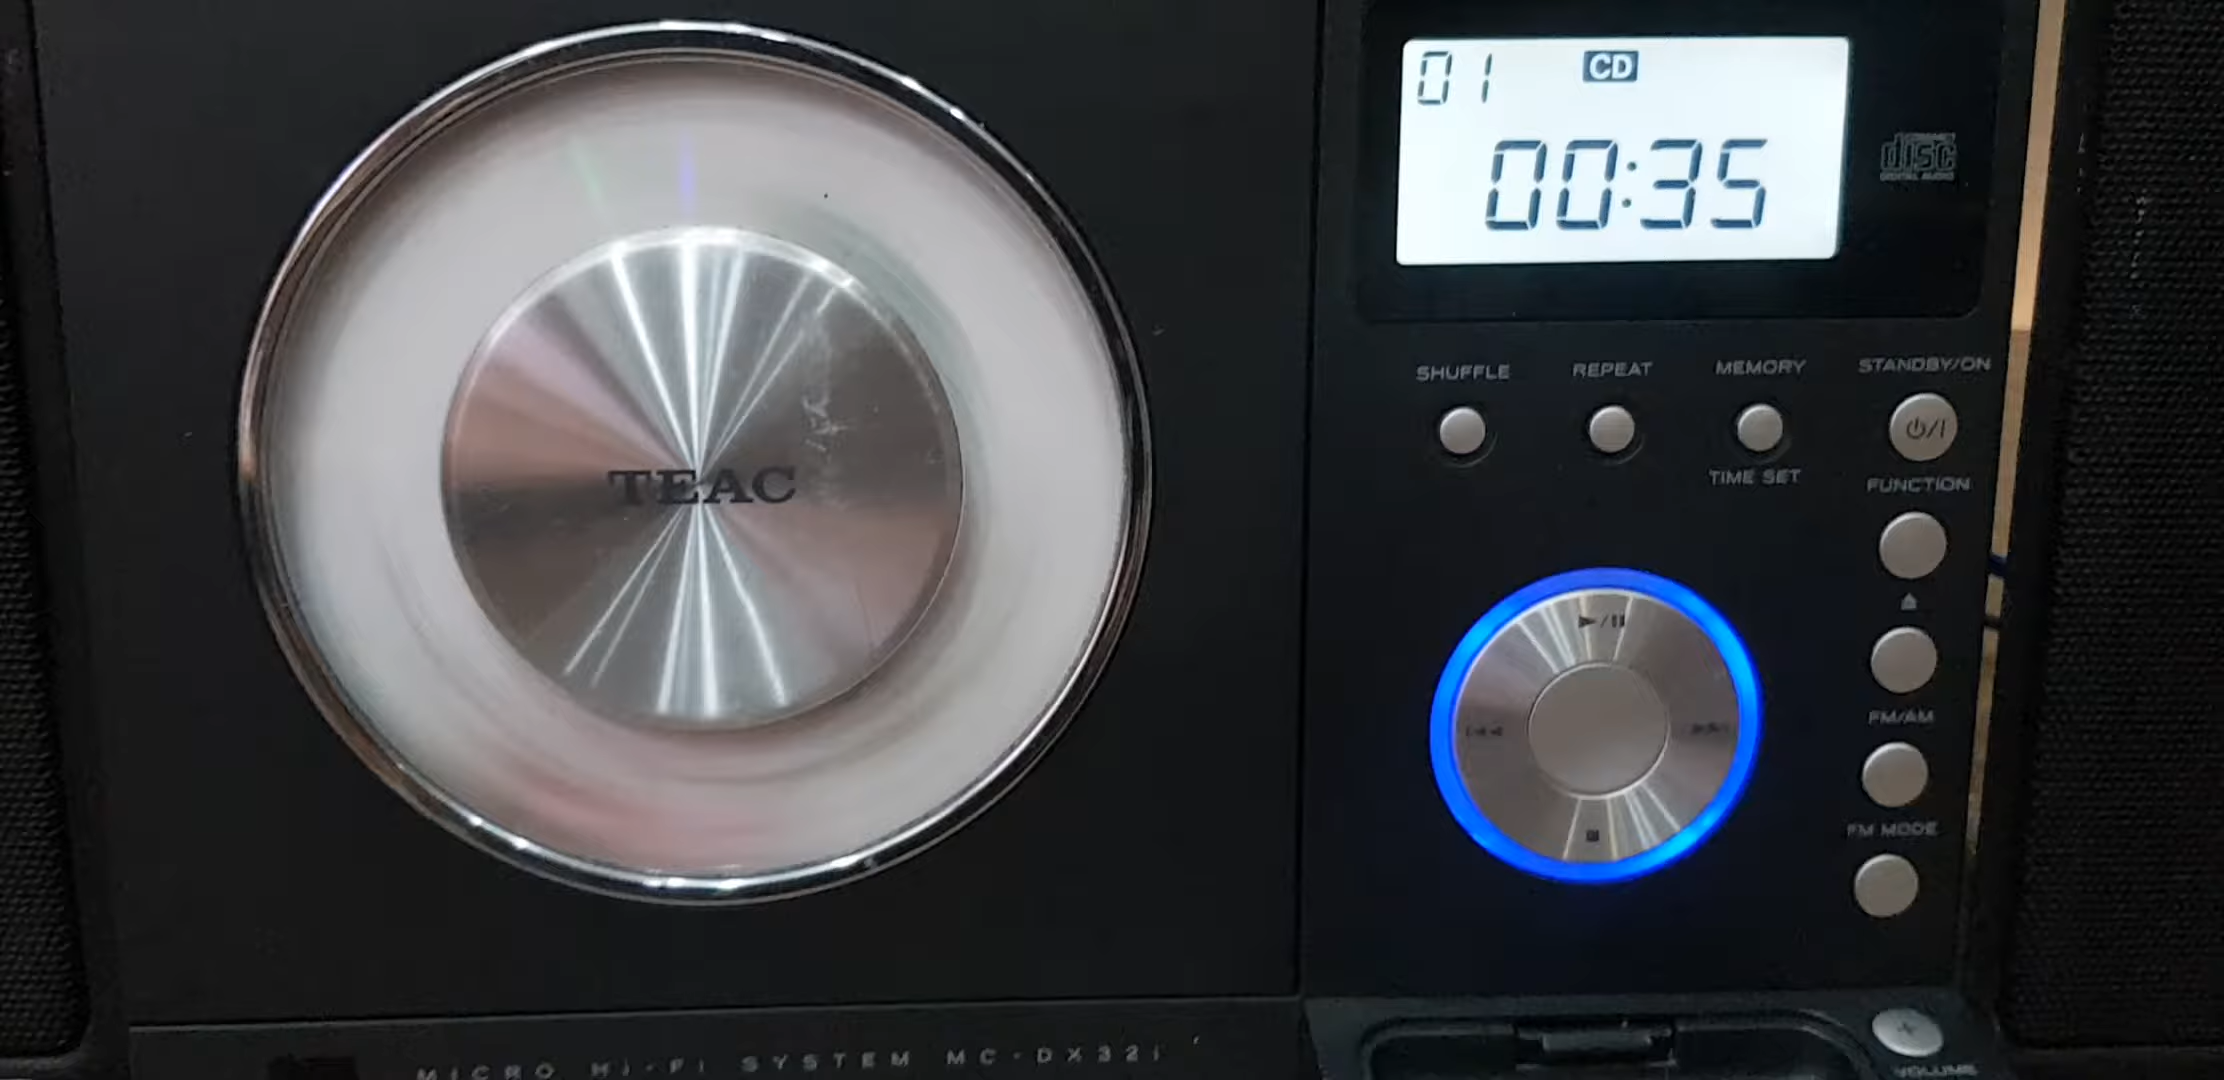 01 CD
00:35
disc
DIGITAL AUDIO
SHUFFLE REPEAT MEMORY STANDBY/ON
TIME SET
FUNCTION
TEAC
FM/AM
FM MODE
MICRO HI-FI SYSTEM MC-DX32i
VOLUME